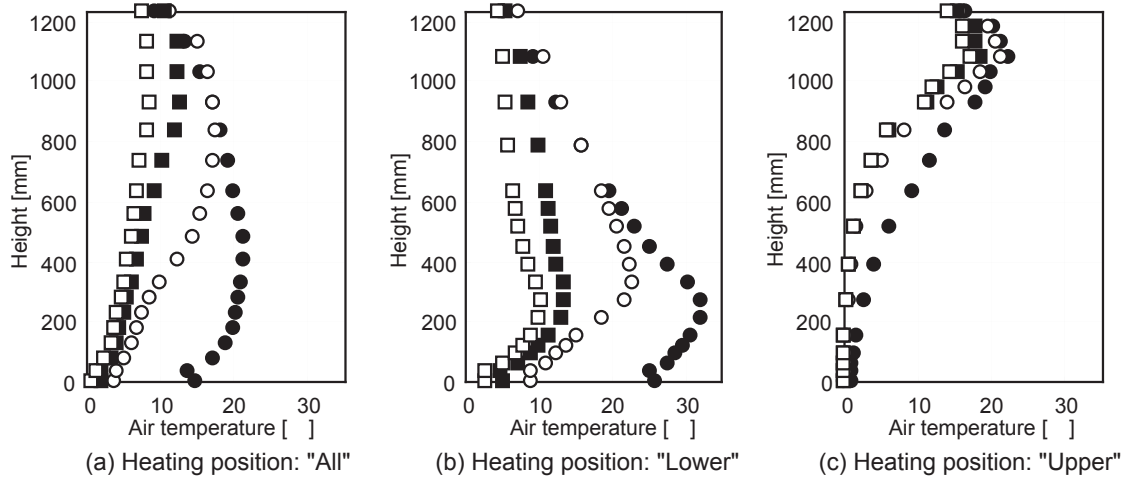 1200
1000
800
600
400
200
0
Height [mm]
0 10 20 30
Air temperature [ ]
(a) Heating position: "All"
1200
1000
800
600
400
200
0
Height [mm]
0 10 20 30
Air temperature [ ]
(b) Heating position: "Lower"
1200
1000
800
600
400
200
0
Height [mm]
0 10 20 30
Air temperature [ ]
(c) Heating position: "Upper"